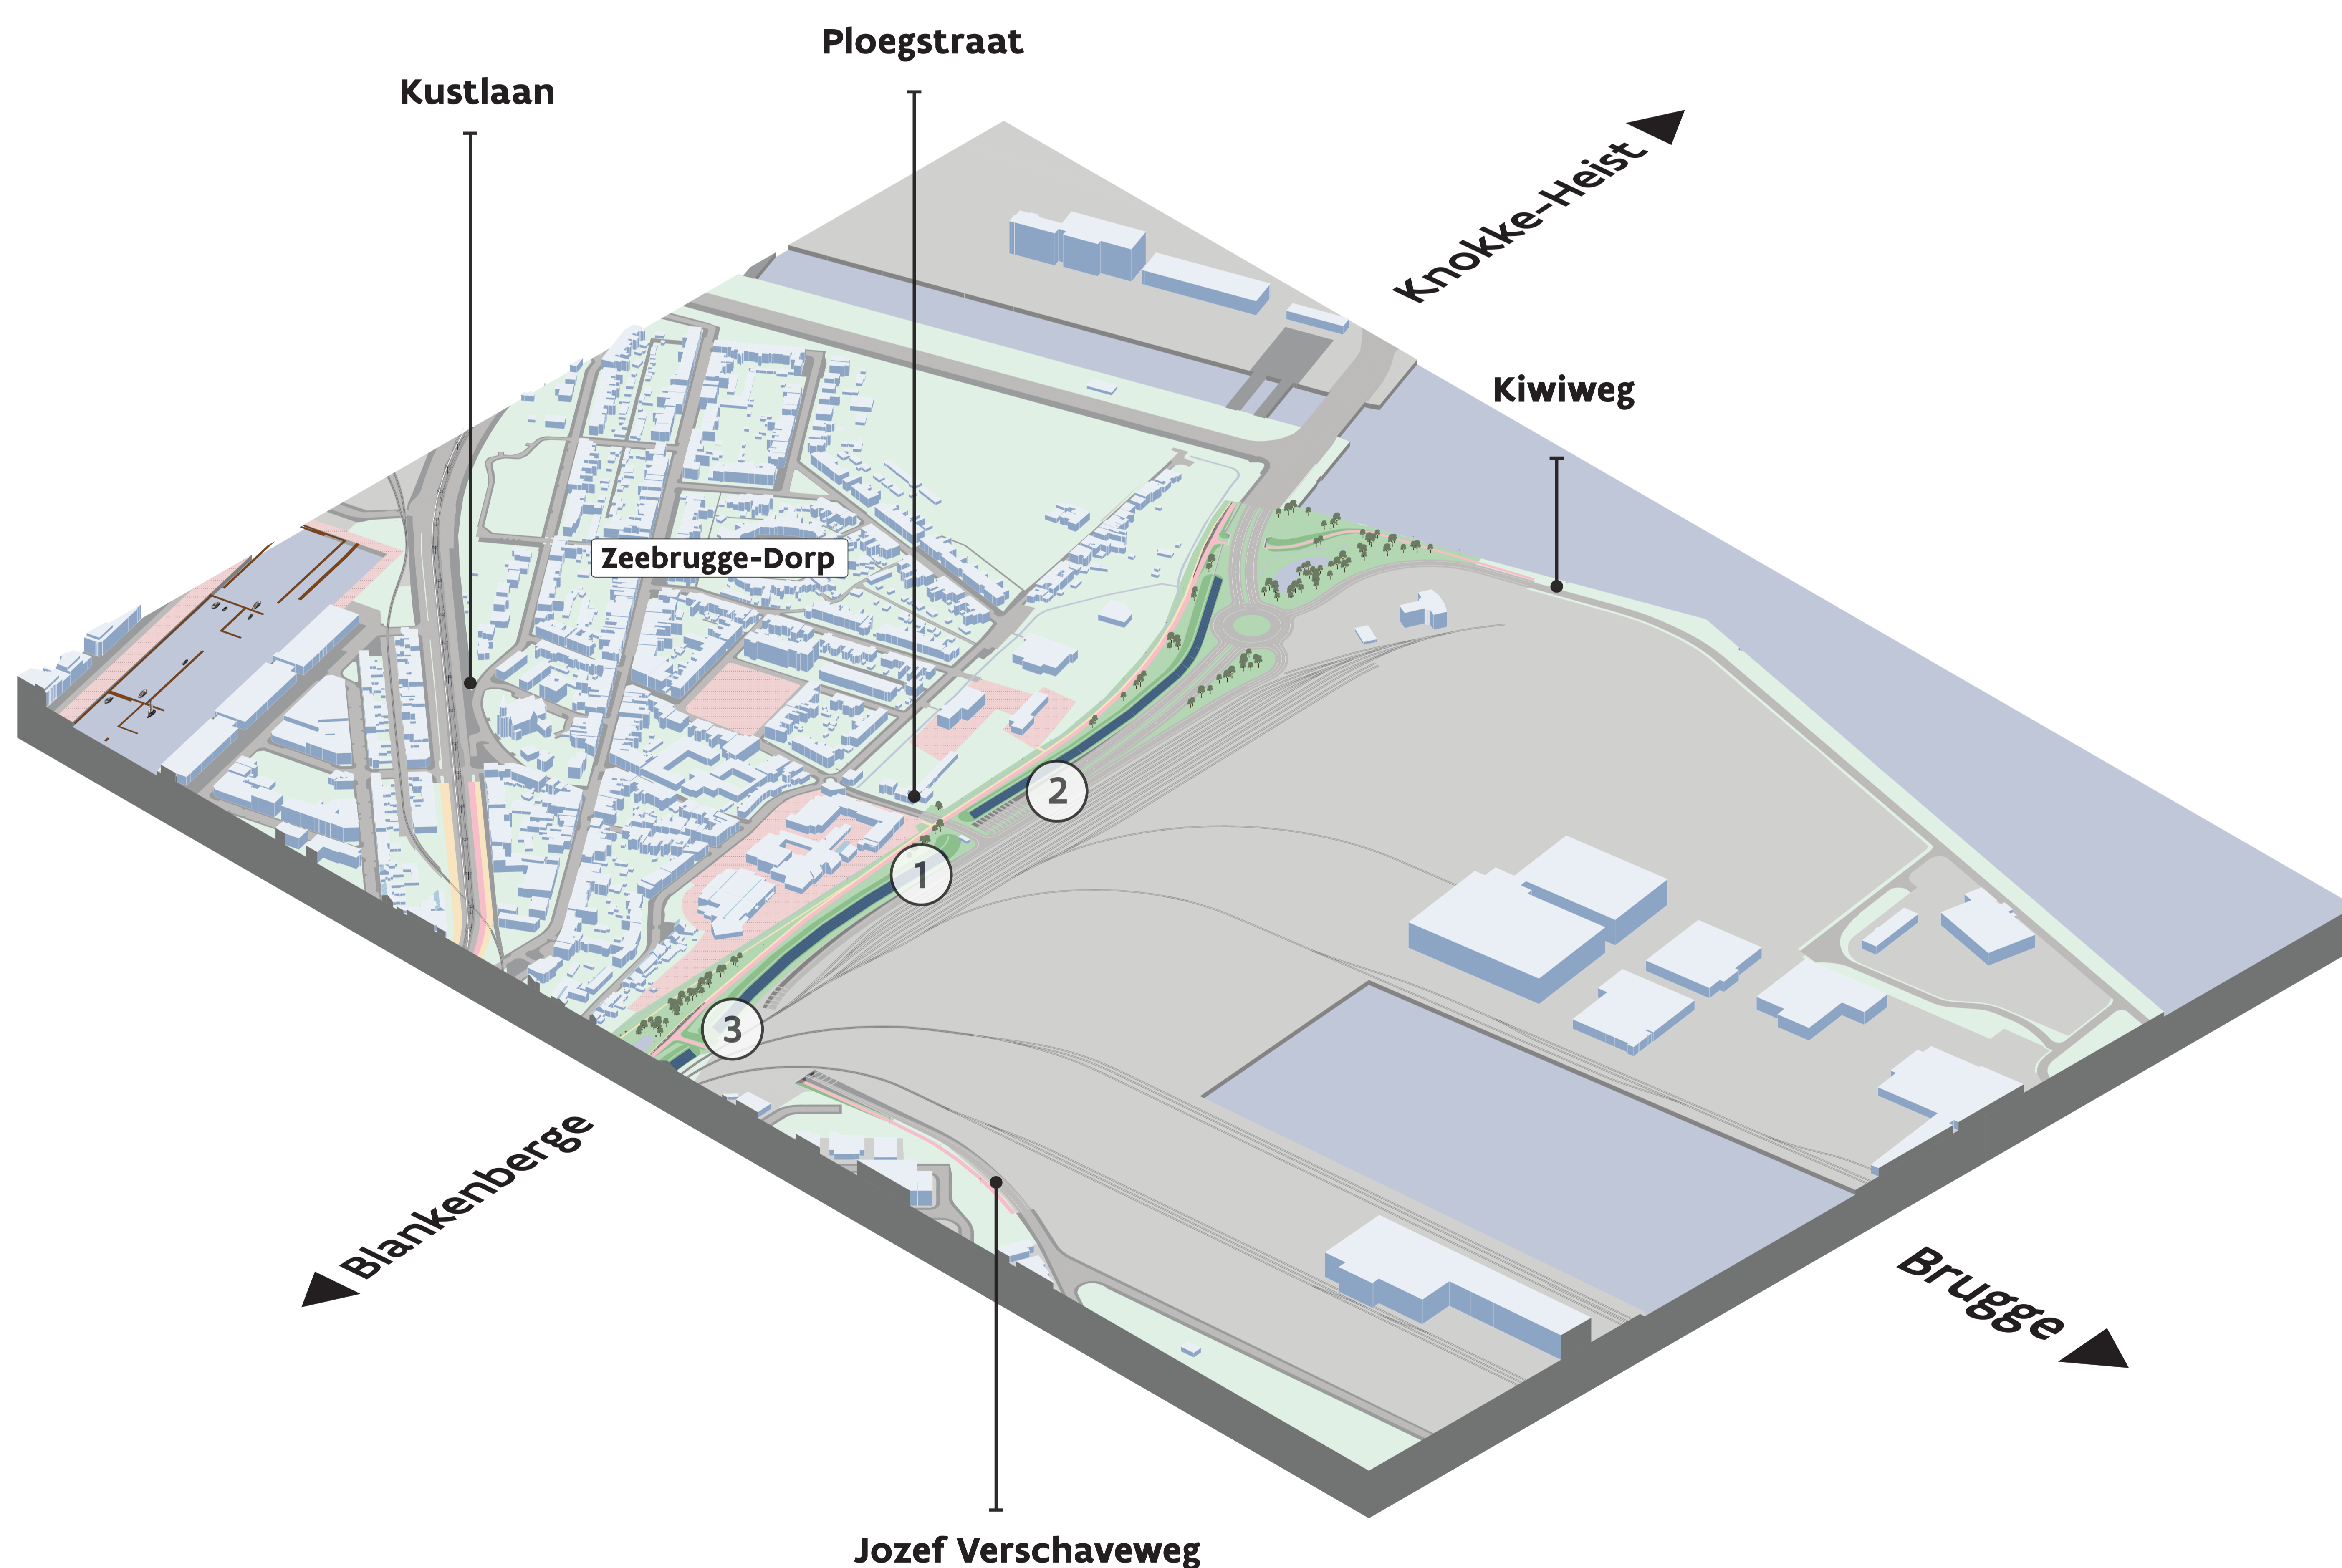 Ploegstraat
Kustlaan
Knokke-Heist
Kiwiweg
Zeebrugge-Dorp
2
1
3
Blankenberge
Brugge
Jozef Verschaveweg